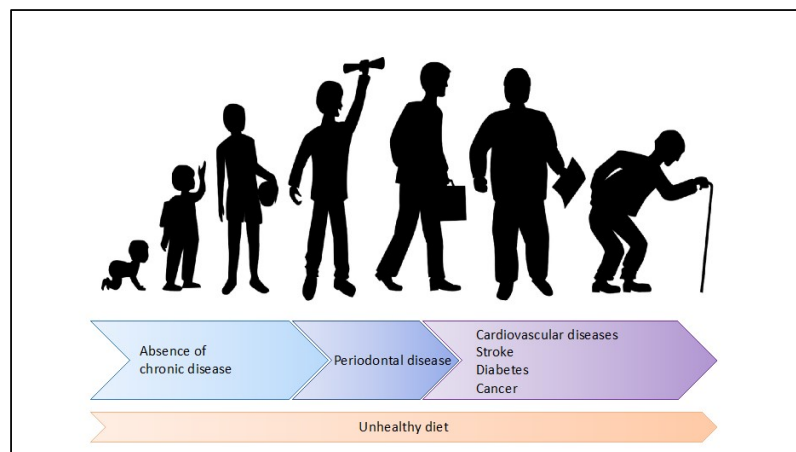 Absence of
chronic disease
Periodontal disease
Cardiovascular diseases
Stroke
Diabetes
Cancer
Unhealthy diet